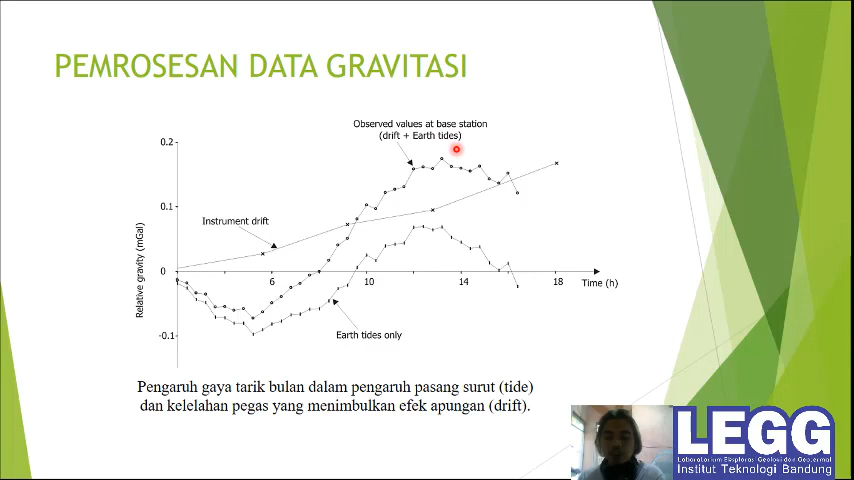 PEMROSESAN DATA GRAVITASI
Observed values at base station
(drift + Earth tides)
0.2
0.1
0
-0.1
Relative gravity (mGal)
Instrument drift
6
10
14
18
Time (h)
Earth tides only
Pengaruh gaya tarik bulan dalam pengaruh pasang surut (tide)
dan kelelahan pegas yang menimbulkan efek apungan (drift).
LEGG
Laboratorium Eksplorasi Geologi dan Geotermal
Institut Teknologi Bandung